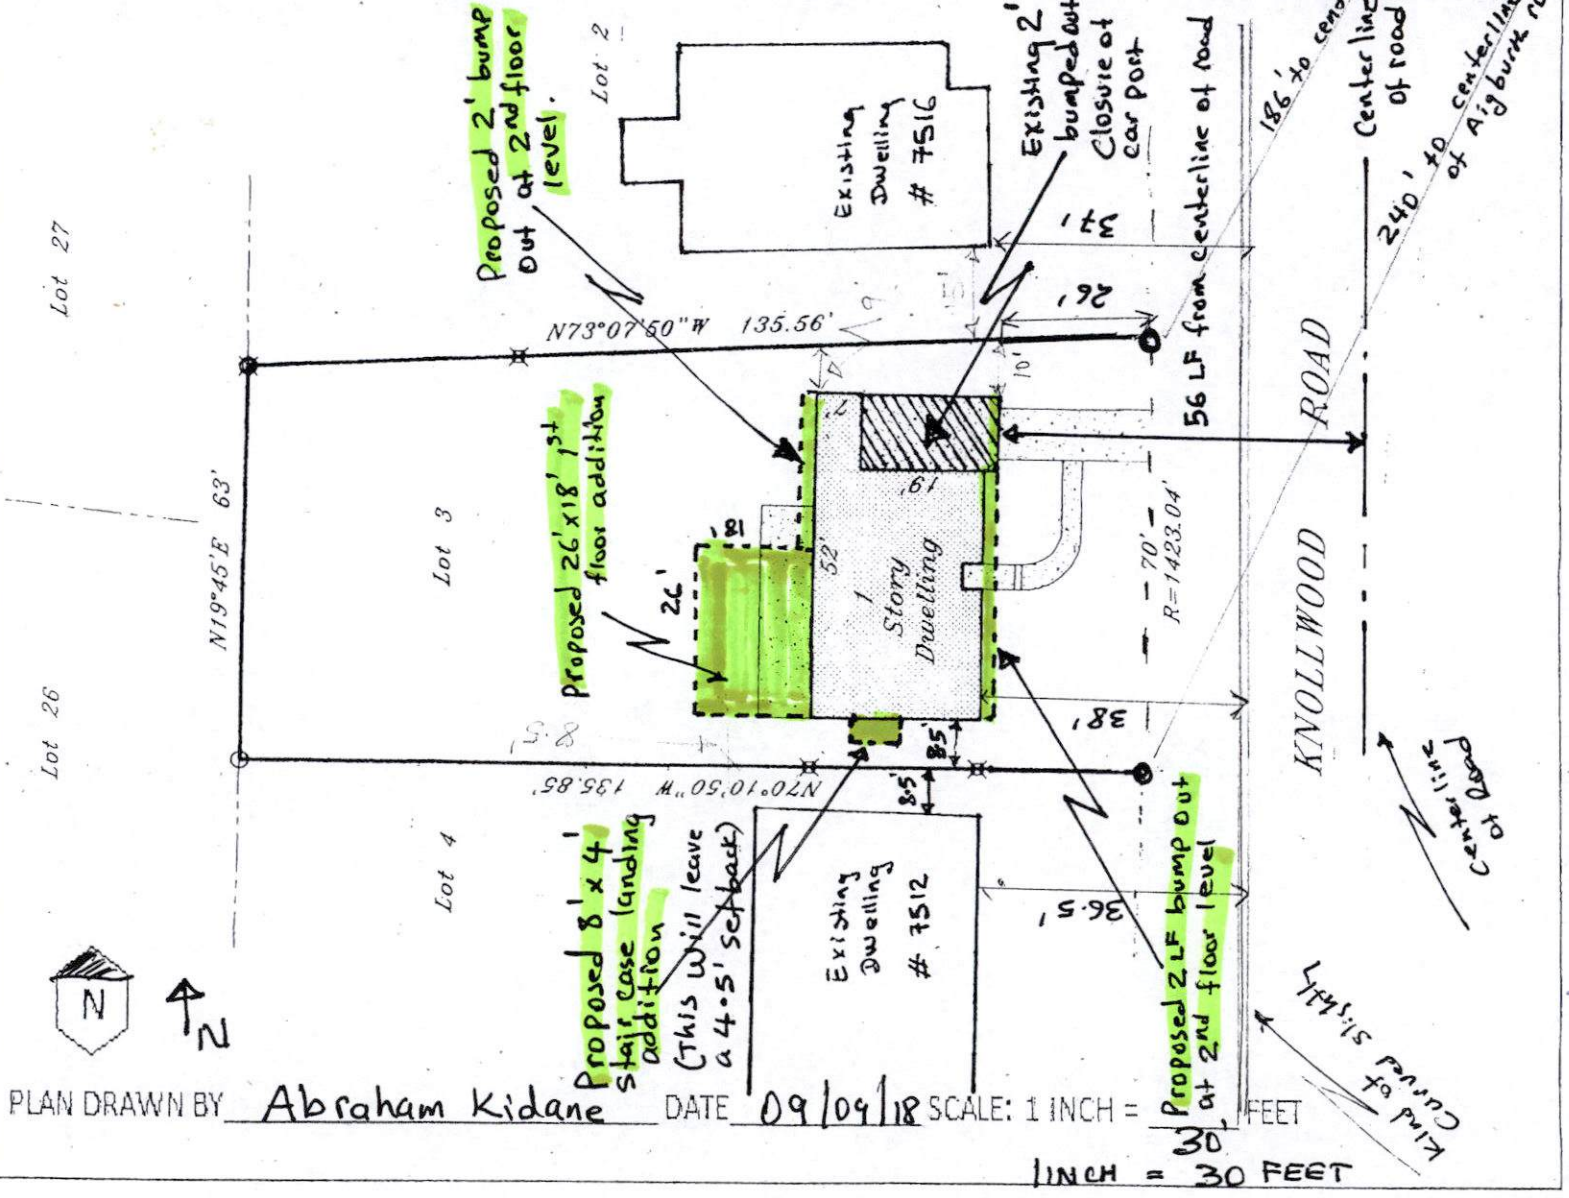 Proposed 2' bump
out at 2nd floor
level.
Lot 2
Existing 2'
bumped out
Closure of
car port
186' to
Centerline
of road
240' to centerline
of Aigburth
Existing
Dwelling
# 7516
37'
56 LF from centerline of road
Lot 27
N73°07'50"W 135.56'
15'
26'
10'
7'
19'
N19°45'E 63'
Lot 3
Proposed 26'x18' 1st
floor addition
18'
26'
52'
1
Story
Dwelling
70'
R=1423.04'
KNOLLWOOD ROAD
Lot 26
8.5'
N70°10'50"W 135.85'
8.5'
8.5'
38'
Centerline
of Road
Lot 4
Proposed 8' x 4'
stair case landing
addition
(This will leave
a 4.5' setback)
Existing
Dwelling
# 7512
36.5'
Proposed 2 LF bump out
at 2nd floor level
Kind of slightly
Curved
N
N
PLAN DRAWN BY Abraham Kidane DATE 09/09/18 SCALE: 1 INCH = 30' FEET
1 INCH = 30 FEET